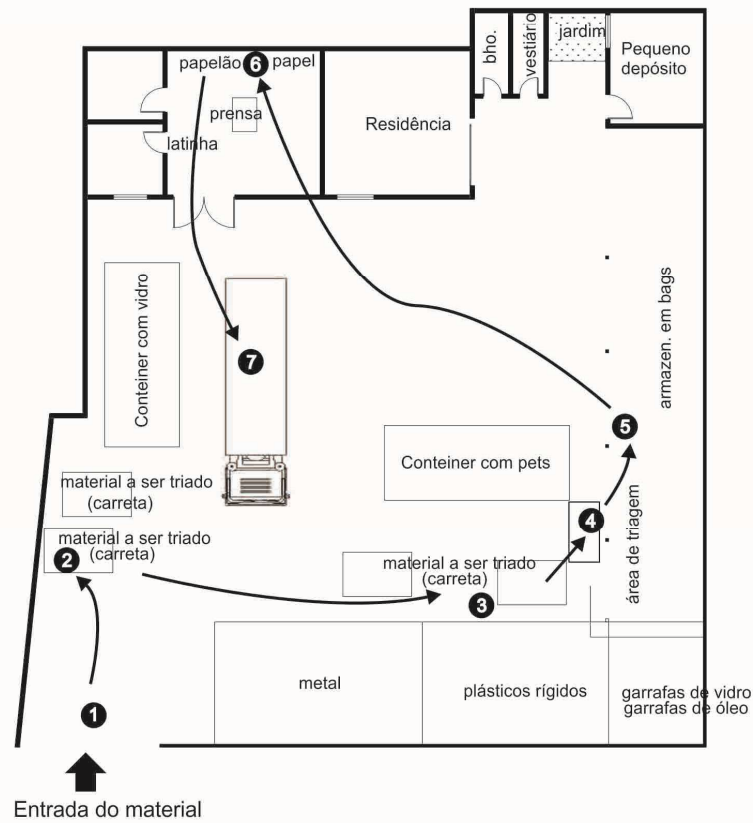 bho.
vestiário
jardim
Pequeno
depósito
papelão 6 papel
prensa
latinha
Residência
Conteiner com vidro
7
armazen. em bags
5
Conteiner com pets
material a ser triado
(carreta)
4
material a ser triado
(carreta)
2
material a ser triado
(carreta)
3
área de triagem
metal
plásticos rígidos
garrafas de vidro
garrafas de óleo
1
Entrada do material